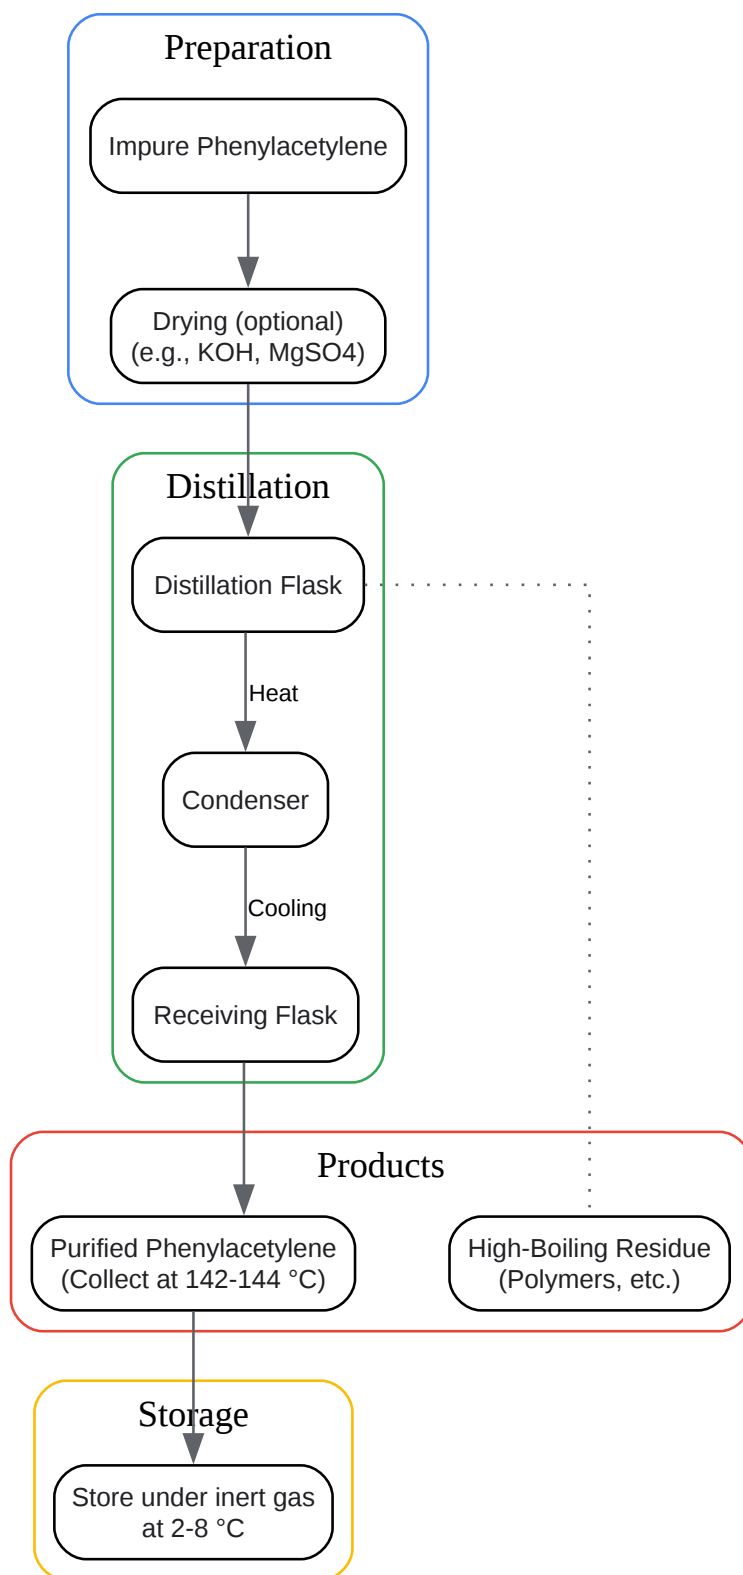 Preparation
Impure Phenylacetylene
Drying (optional)
(e.g., KOH, MgSO4)
Distillation
Distillation Flask
Heat
Condenser
Cooling
Receiving Flask
Products
Purified Phenylacetylene
(Collect at 142-144 °C)
High-Boiling Residue
(Polymers, etc.)
Storage
Store under inert gas
at 2-8 °C